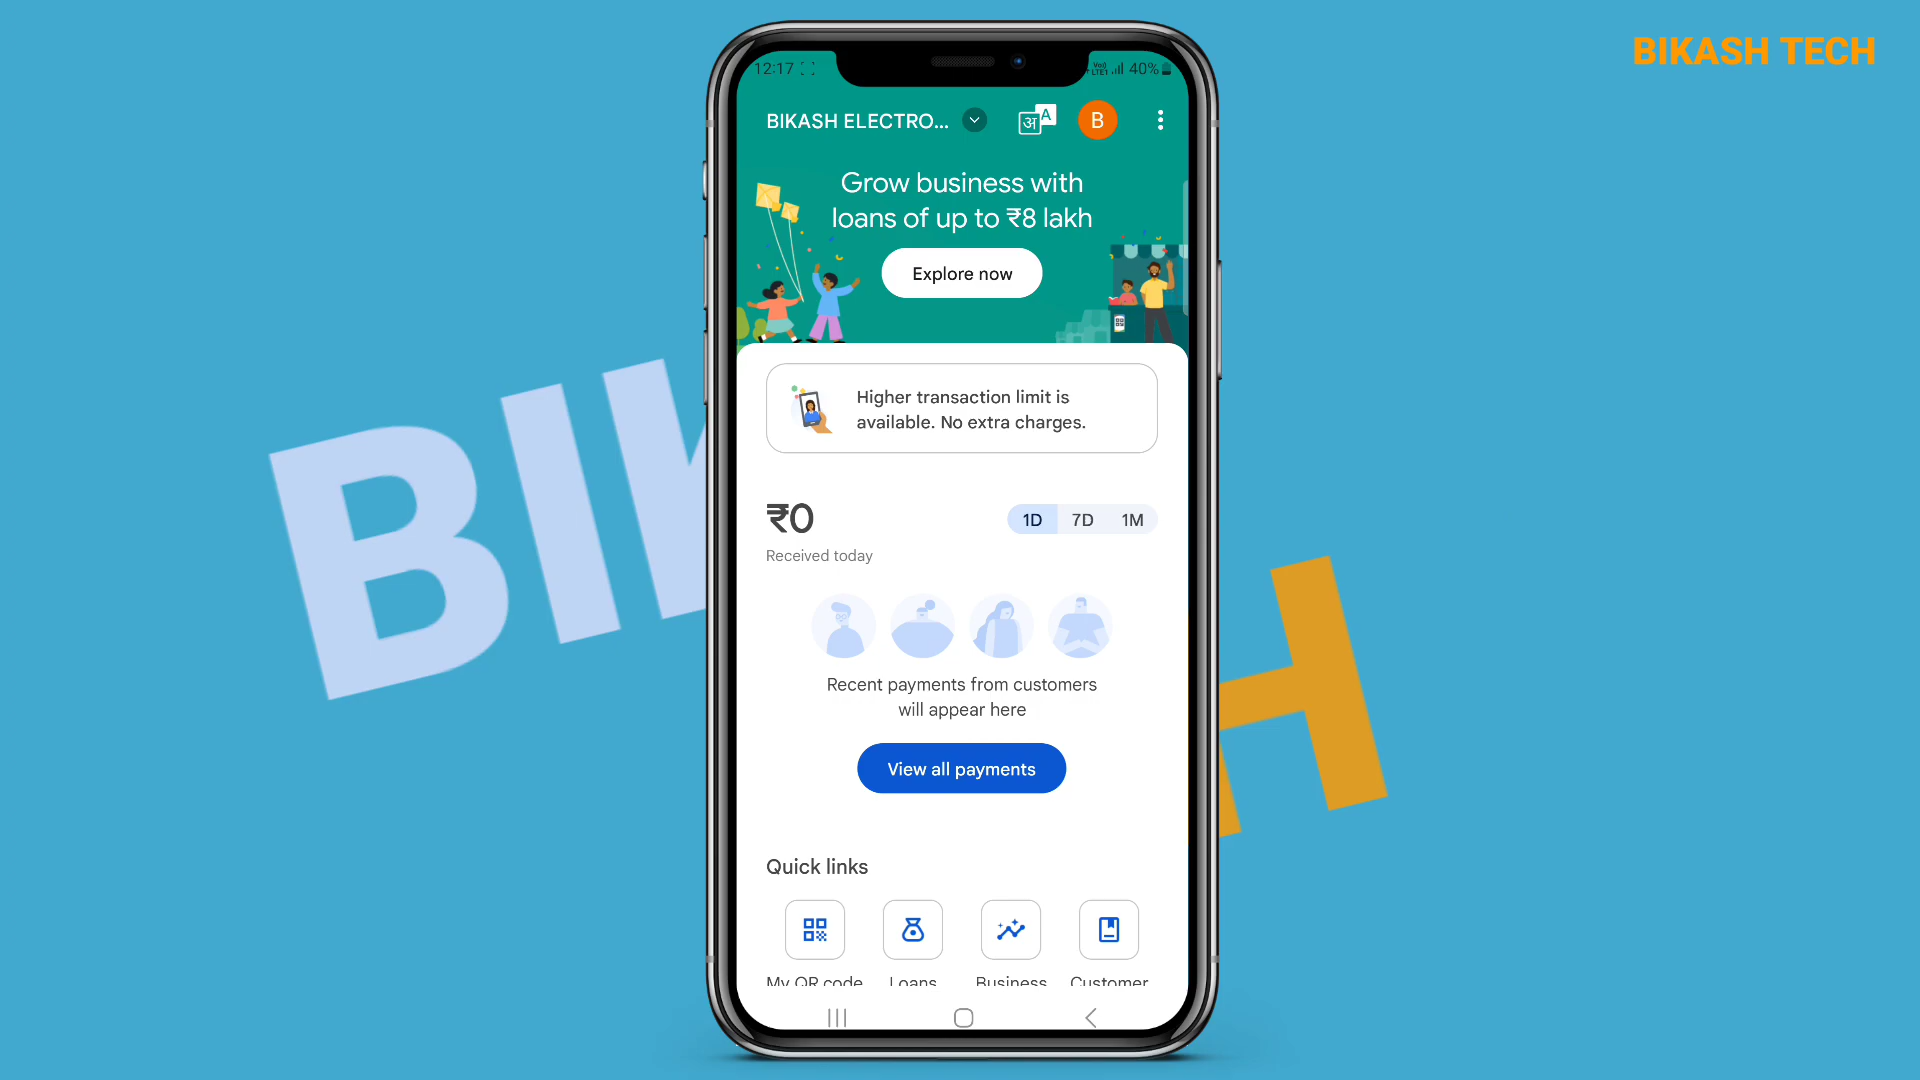 BIKASH TECH
12:17
40%
BIKASH ELECTRO...
अ A
B
Grow business with
loans of up to ₹8 lakh
Explore now
Higher transaction limit is
available. No extra charges.
₹0
1D 7D 1M
Received today
Recent payments from customers
will appear here
View all payments
Quick links
My QR code Loans Business Customer
BIK
H